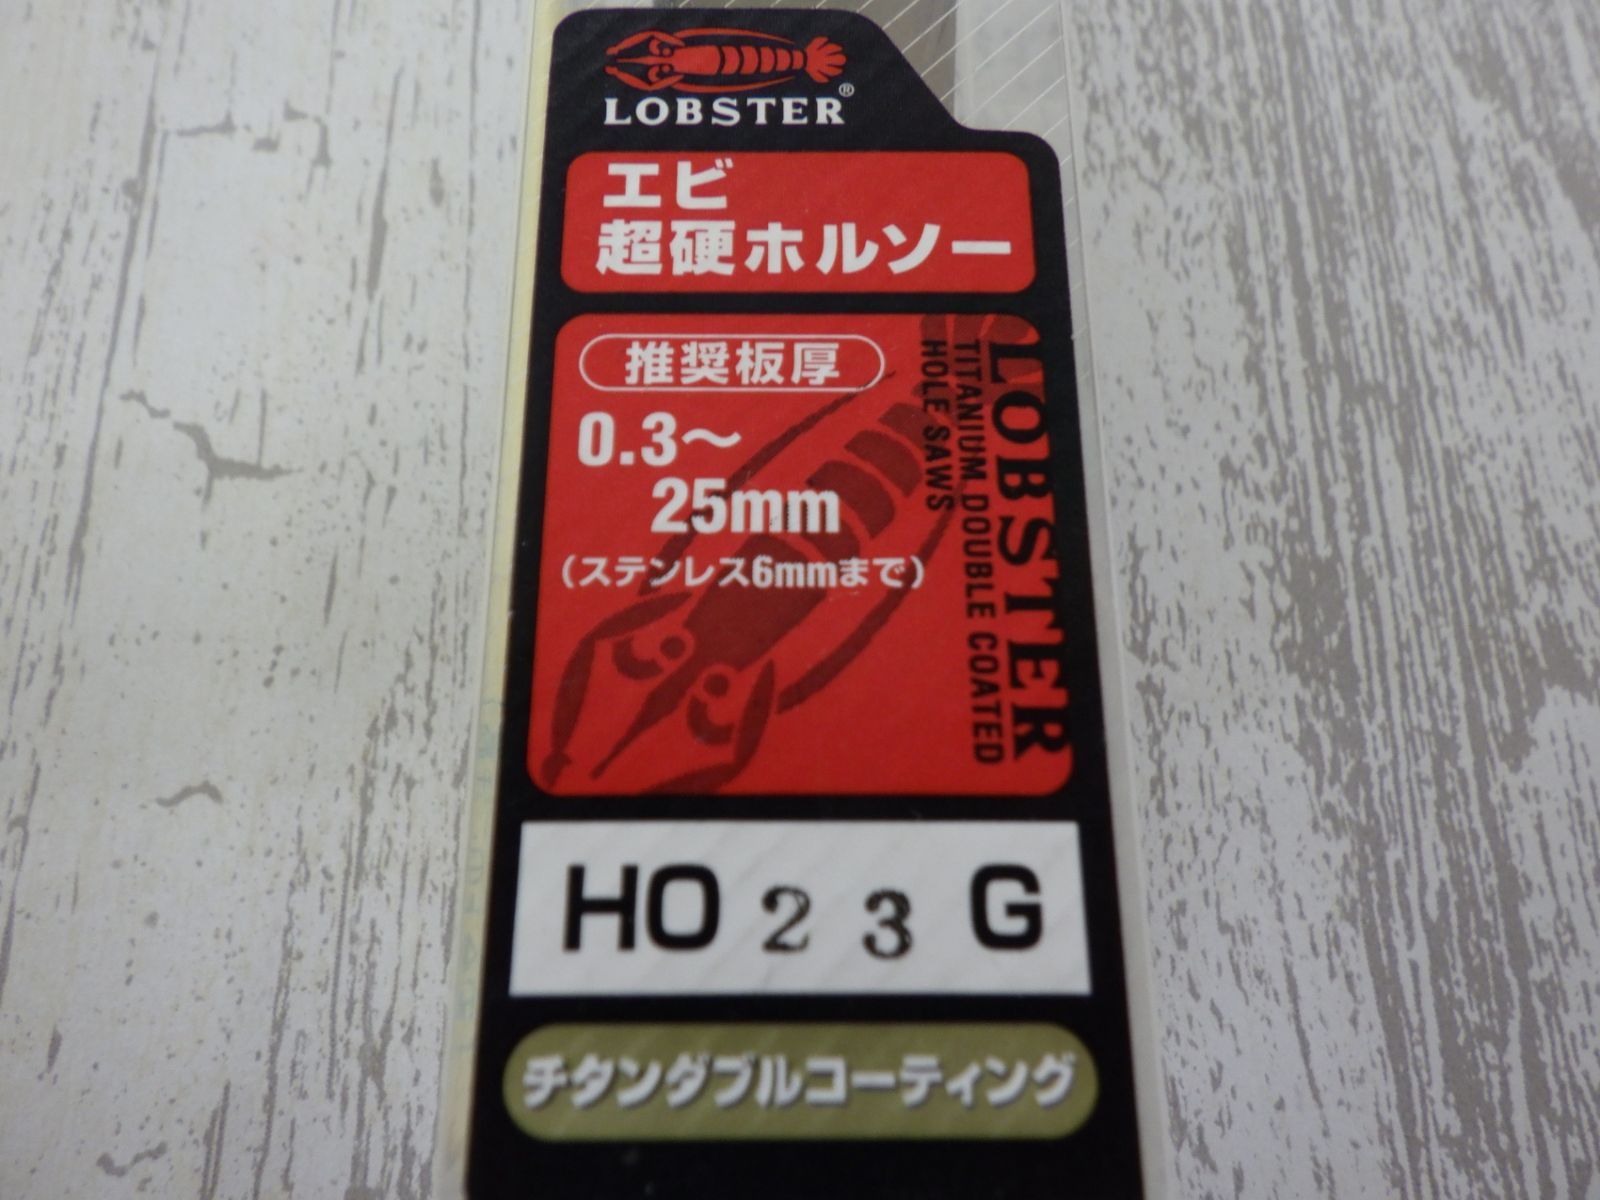 LOBSTER®
エビ
超硬ホルソー
推奨板厚
0.3～
25mm
(ステンレス6mmまで)
LOBSTER
TITANIUM DOUBLE COATED
HOLE SAWS
HO 2 3 G
チタンダブルコーティング